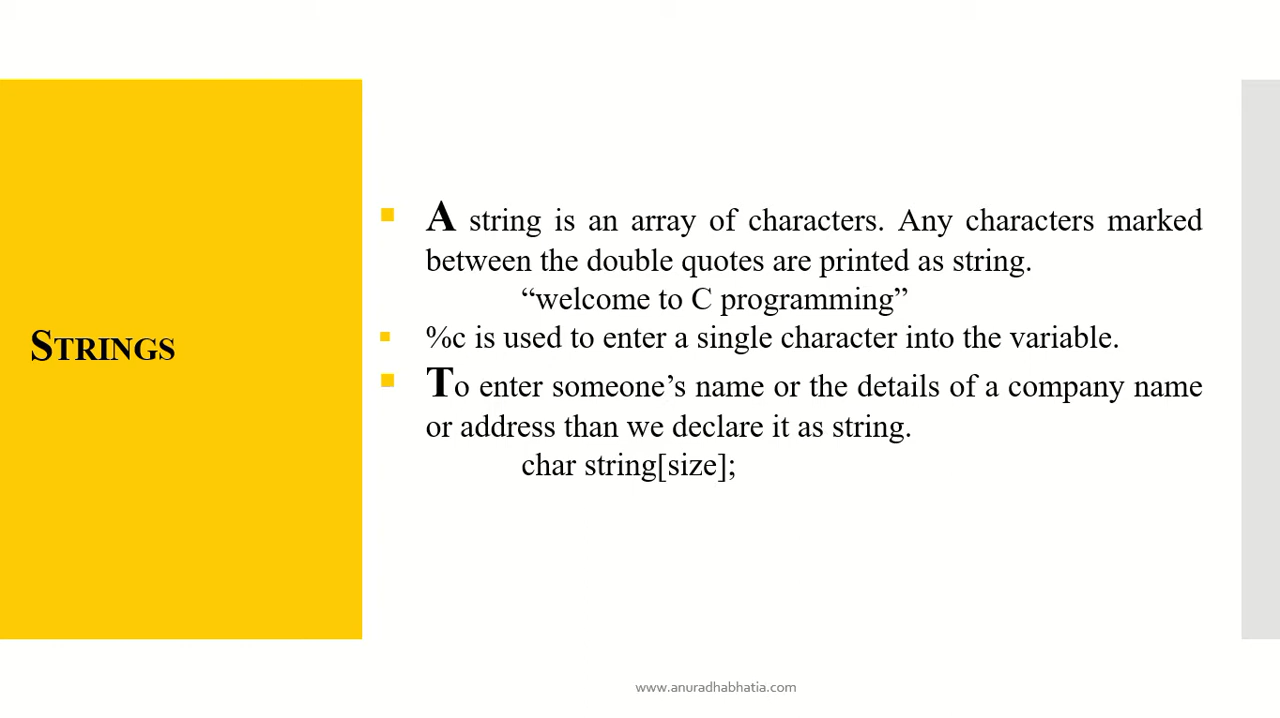 STRINGS
A string is an array of characters. Any characters marked
between the double quotes are printed as string.
“welcome to C programming”
%c is used to enter a single character into the variable.
To enter someone’s name or the details of a company name
or address than we declare it as string.
char string[size];
www.anuradhabhatia.com